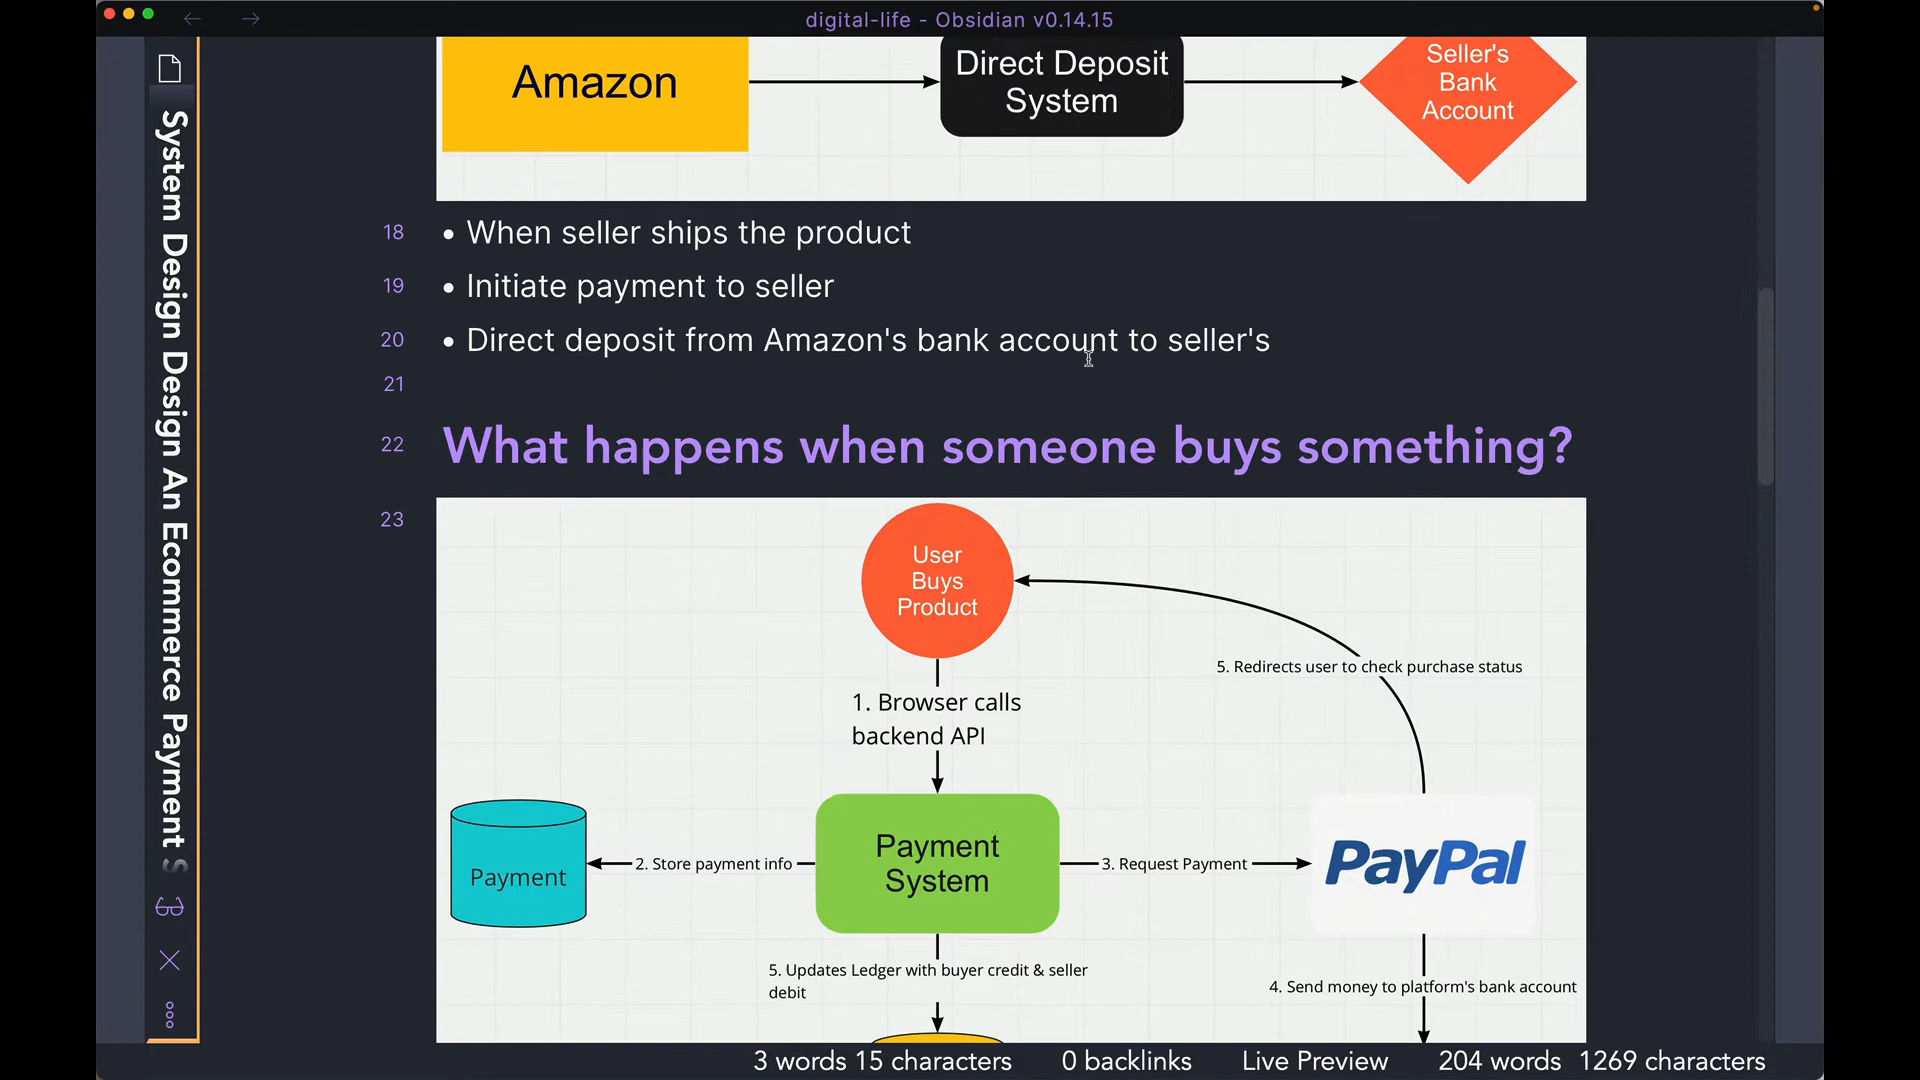 digital-life - Obsidian v0.14.15
System Design Design An Ecommerce Payment S
Amazon
Direct Deposit
System
Seller's
Bank
Account
18
• When seller ships the product
19
• Initiate payment to seller
20
• Direct deposit from Amazon's bank account to seller's
21
22
What happens when someone buys something?
23
User
Buys
Product
5. Redirects user to check purchase status
1. Browser calls
backend API
Payment
2. Store payment info
Payment
System
3. Request Payment
PayPal
5. Updates Ledger with buyer credit & seller
debit
4. Send money to platform's bank account
3 words 15 characters
0 backlinks
Live Preview
204 words
1269 characters